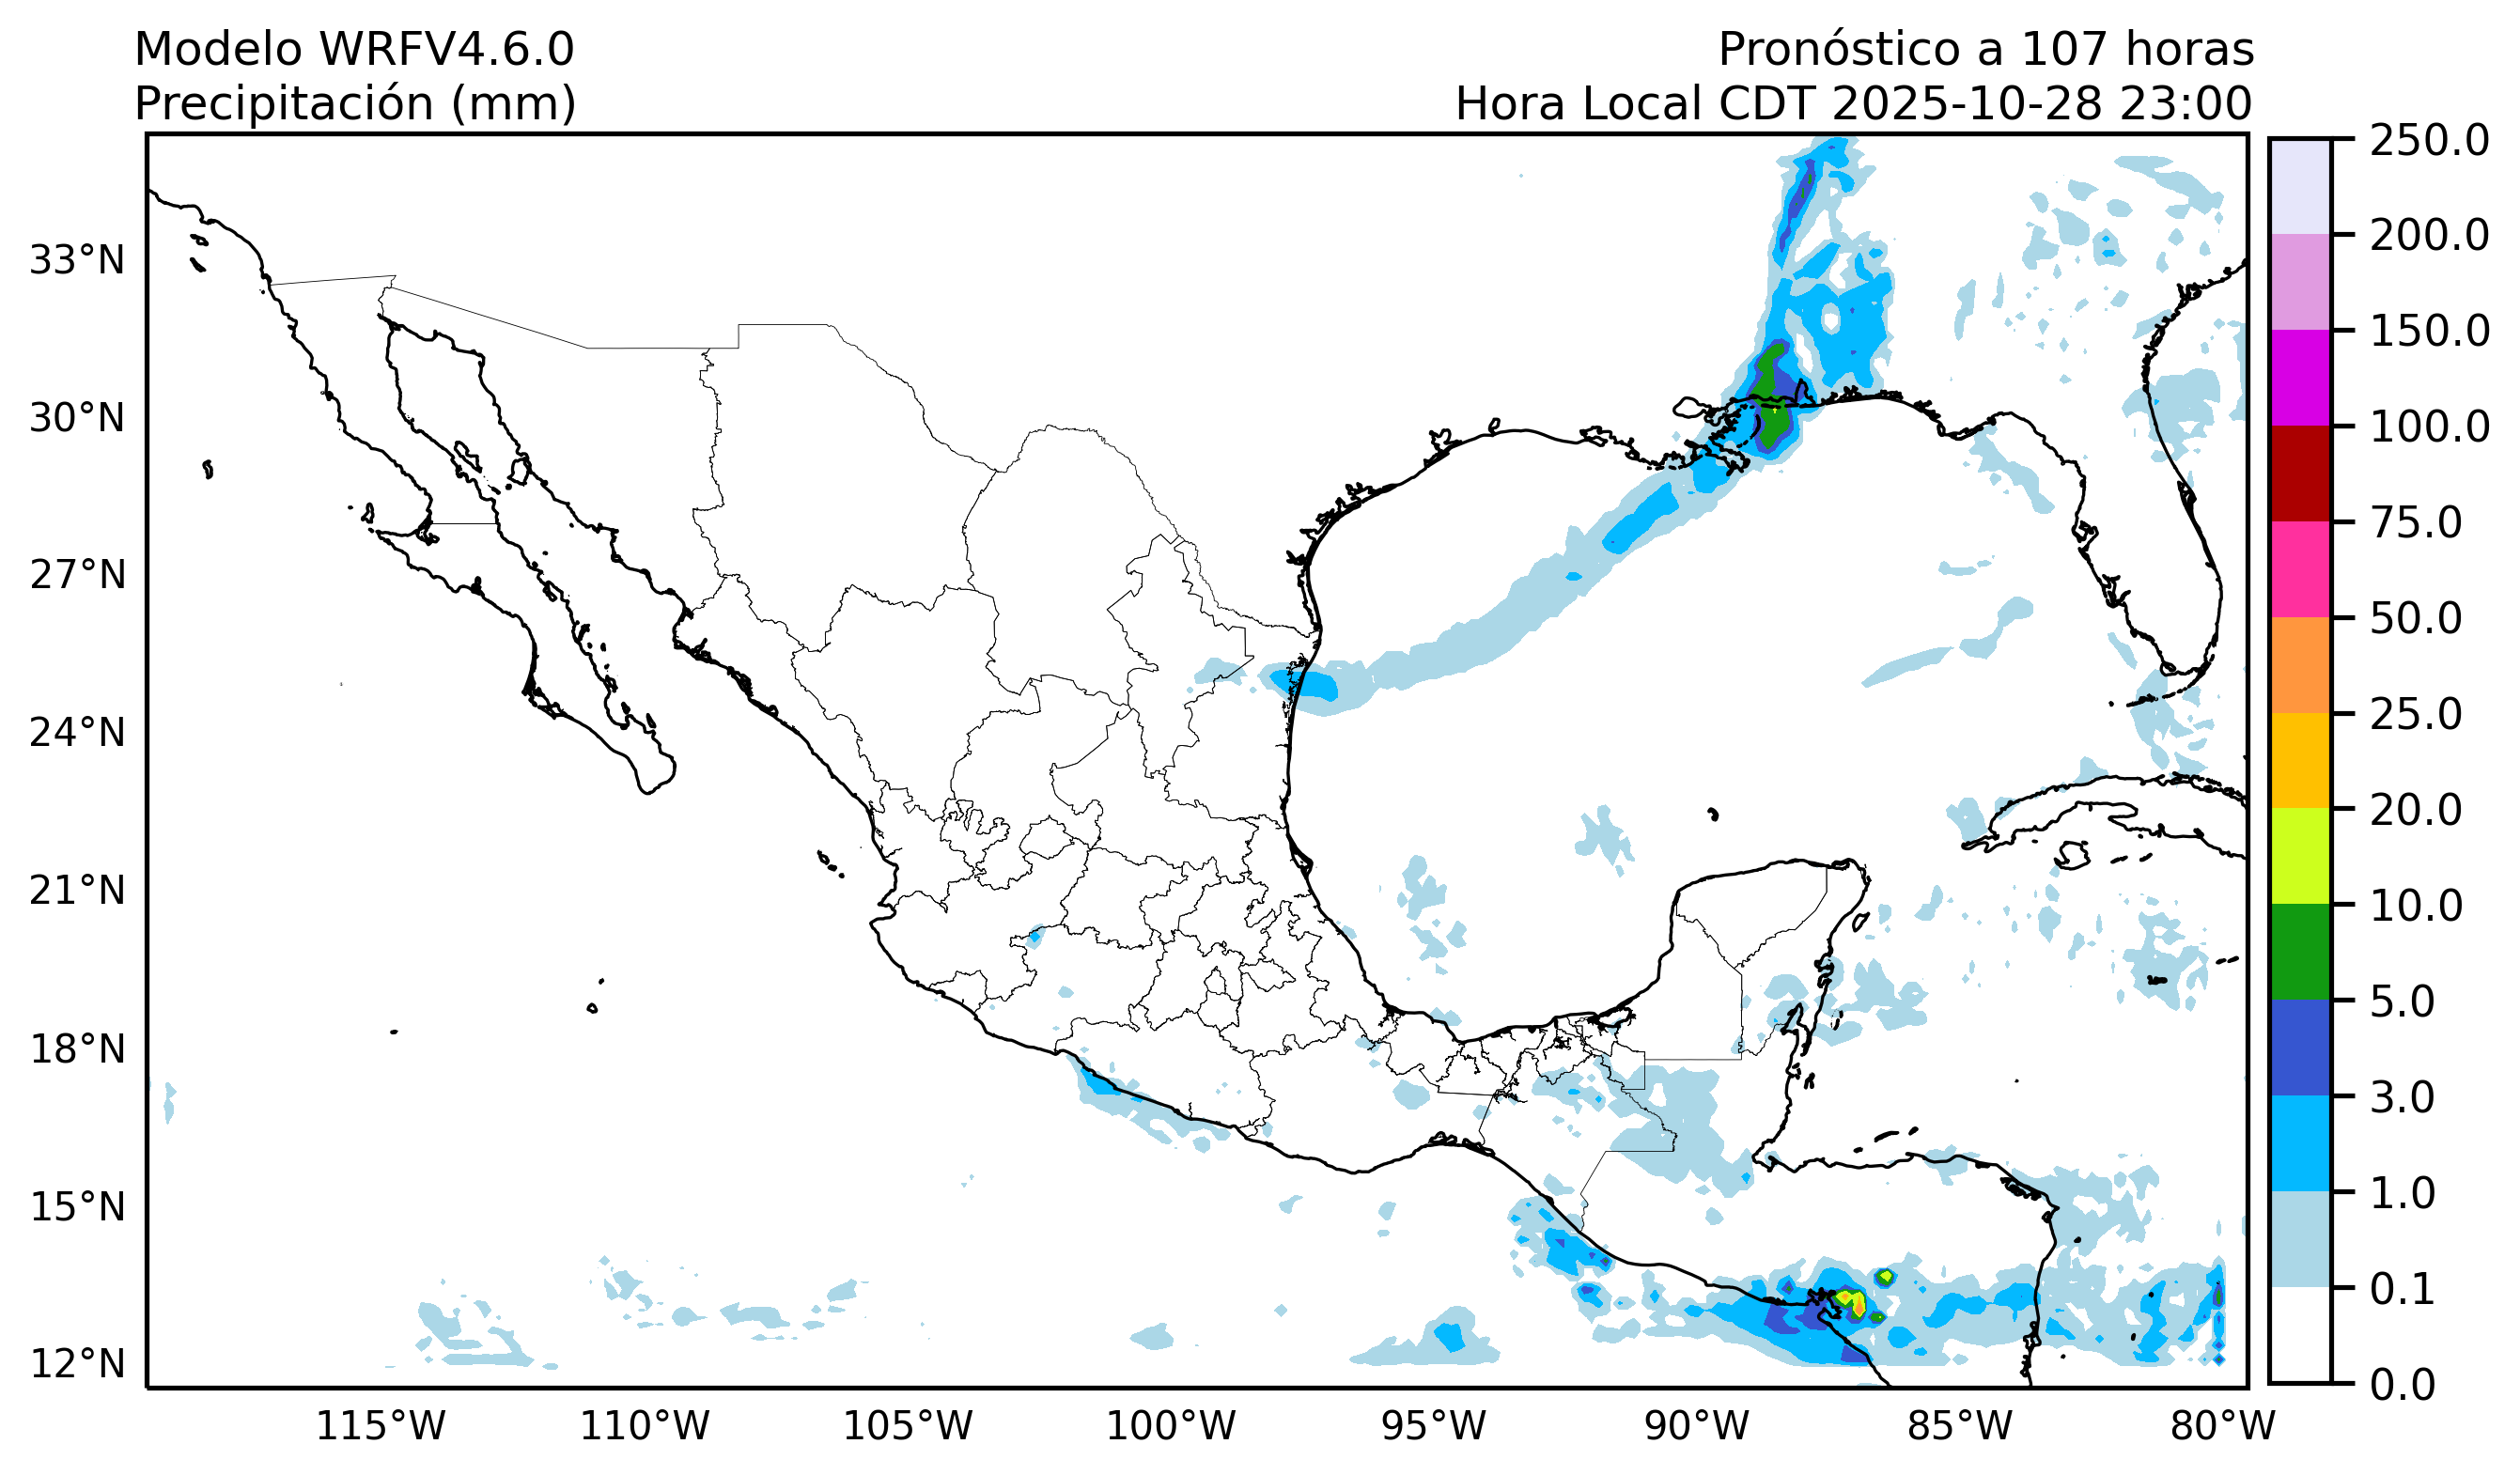 Modelo WRFV4.6.0
Precipitación (mm)
Pronóstico a 107 horas
Hora Local CDT 2025-10-28 23:00
33°N
30°N
27°N
24°N
21°N
18°N
15°N
12°N
115°W
110°W
105°W
100°W
95°W
90°W
85°W
80°W
250.0
200.0
150.0
100.0
75.0
50.0
25.0
20.0
10.0
5.0
3.0
1.0
0.1
0.0